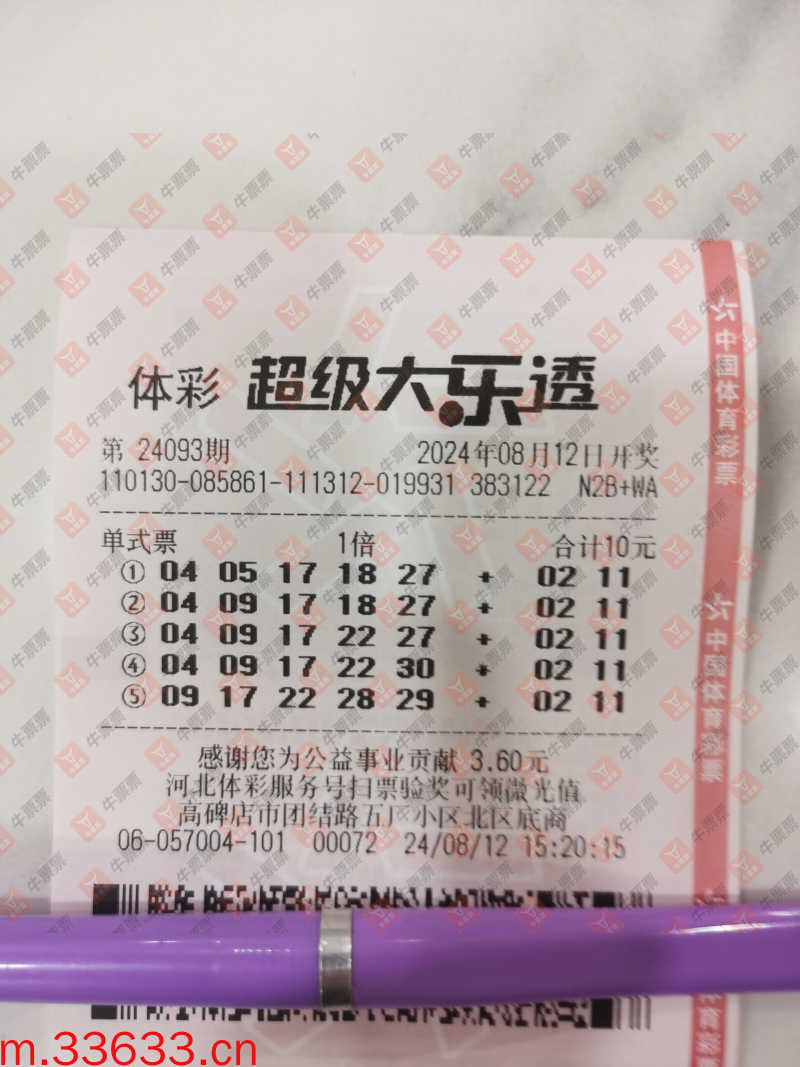 体彩 超级大乐透
第 24093期 2024年08月12日开奖
110130-085861-111312-019931 383122 N2B+WA
单式票 1倍 合计10元
① 04 05 17 18 27 + 02 11
② 04 09 17 18 27 + 02 11
③ 04 09 17 22 27 + 02 11
④ 04 09 17 22 30 + 02 11
⑤ 09 17 22 28 29 + 02 11
感谢您为公益事业贡献 3.60元
河北体彩服务号扫票验奖可领微光值
高碑店市团结路五厂小区北区底商
06-057004-101 00072 24/08/12 15:20:15
中国体育彩票
中国体育彩票
牛票票
m.33633.cn